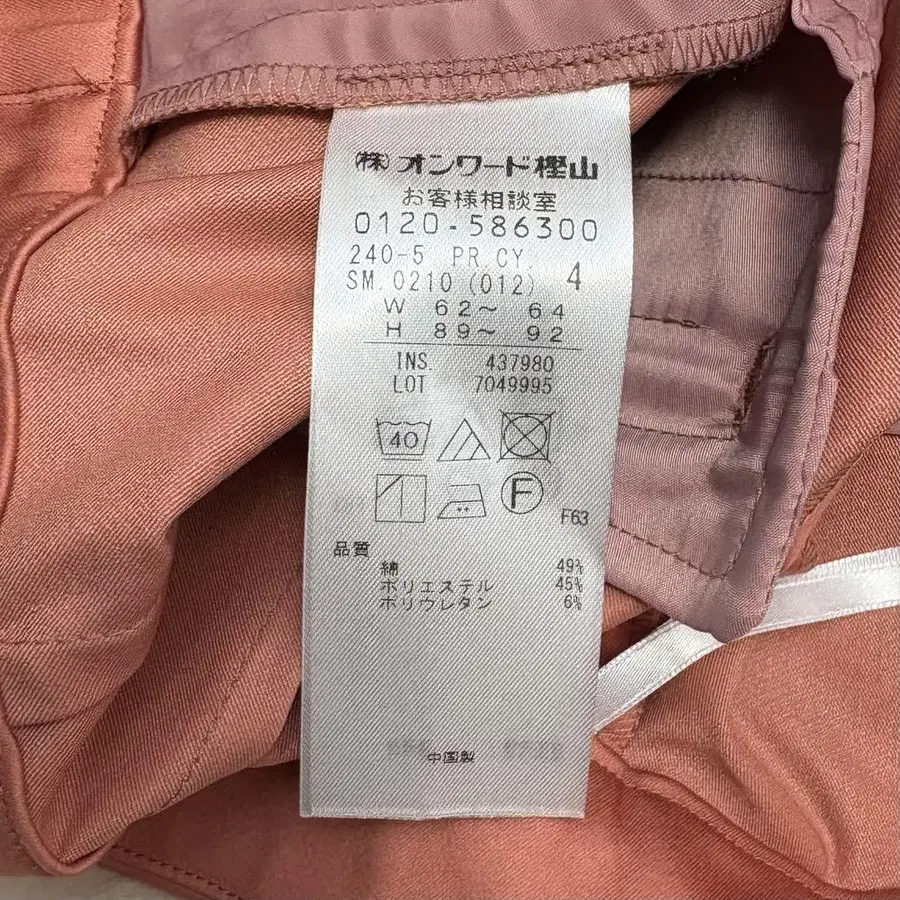 ㈱オンワード樫山
お客様相談室
0120-586300
240-5 PR CY
SM.0210 (012) 4
W 62～ 64
H 89～ 92
INS. 437980
LOT 7049995
40
F
F63
品質
綿 49%
ポリエステル 45%
ポリウレタン 6%
中国製